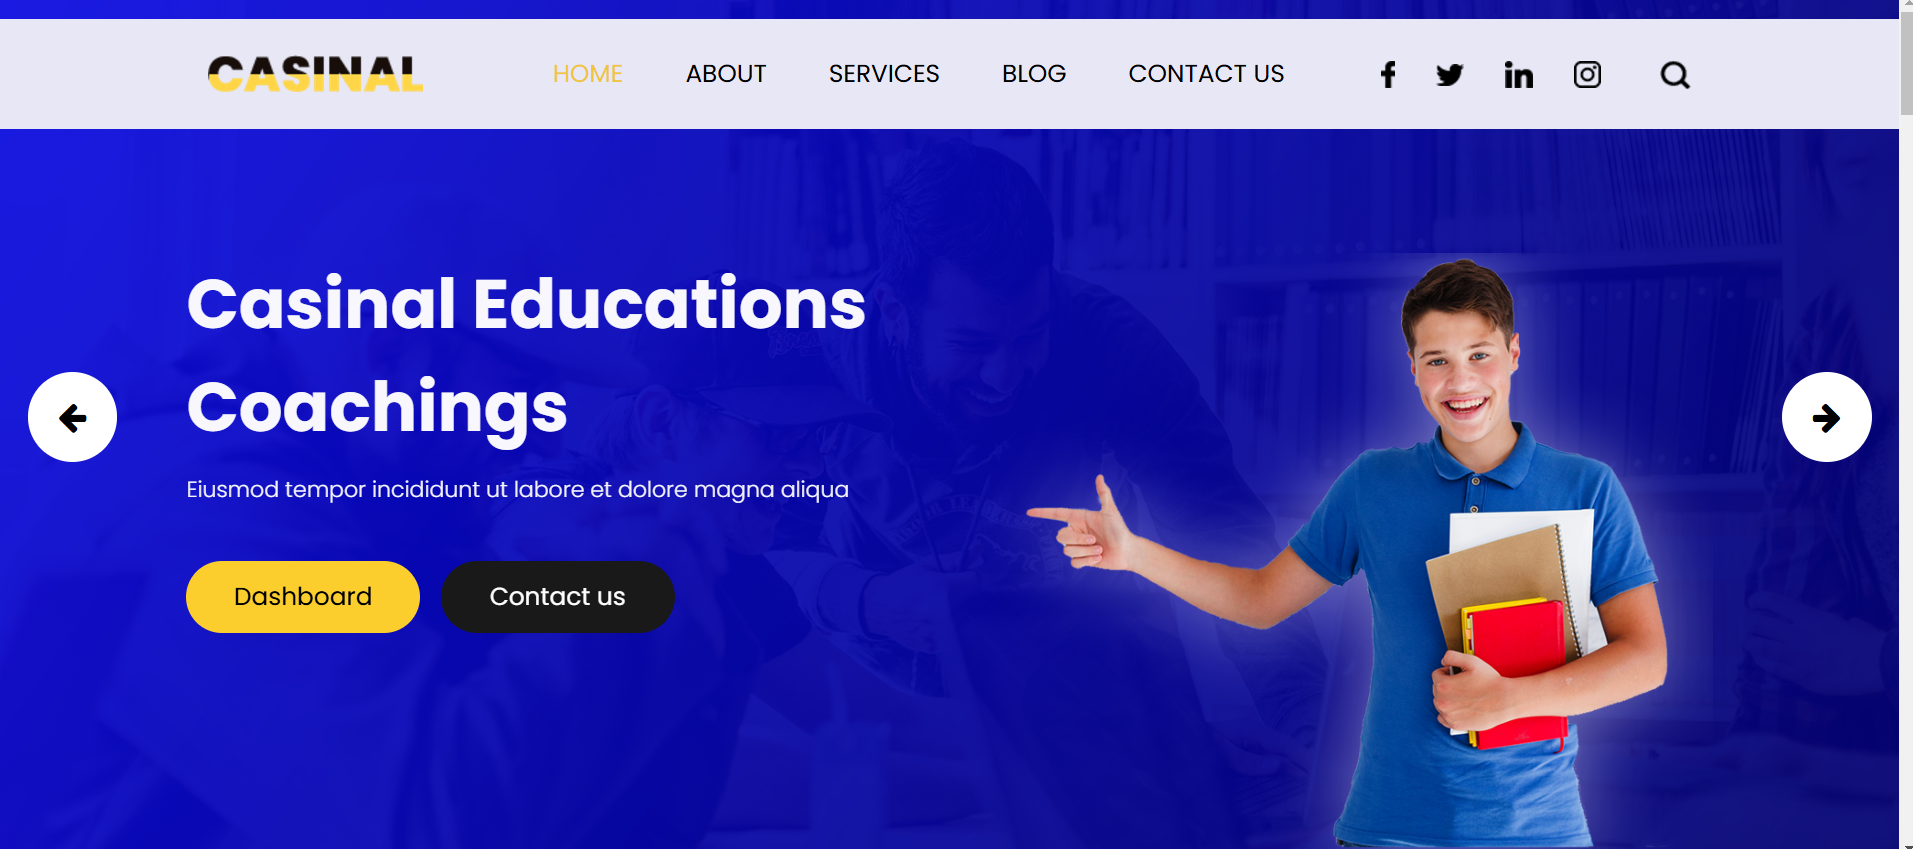 CASINAL HOME ABOUT SERVICES BLOG CONTACT US
Casinal Educations
Coachings
Eiusmod tempor incididunt ut labore et dolore magna aliqua
Dashboard Contact us